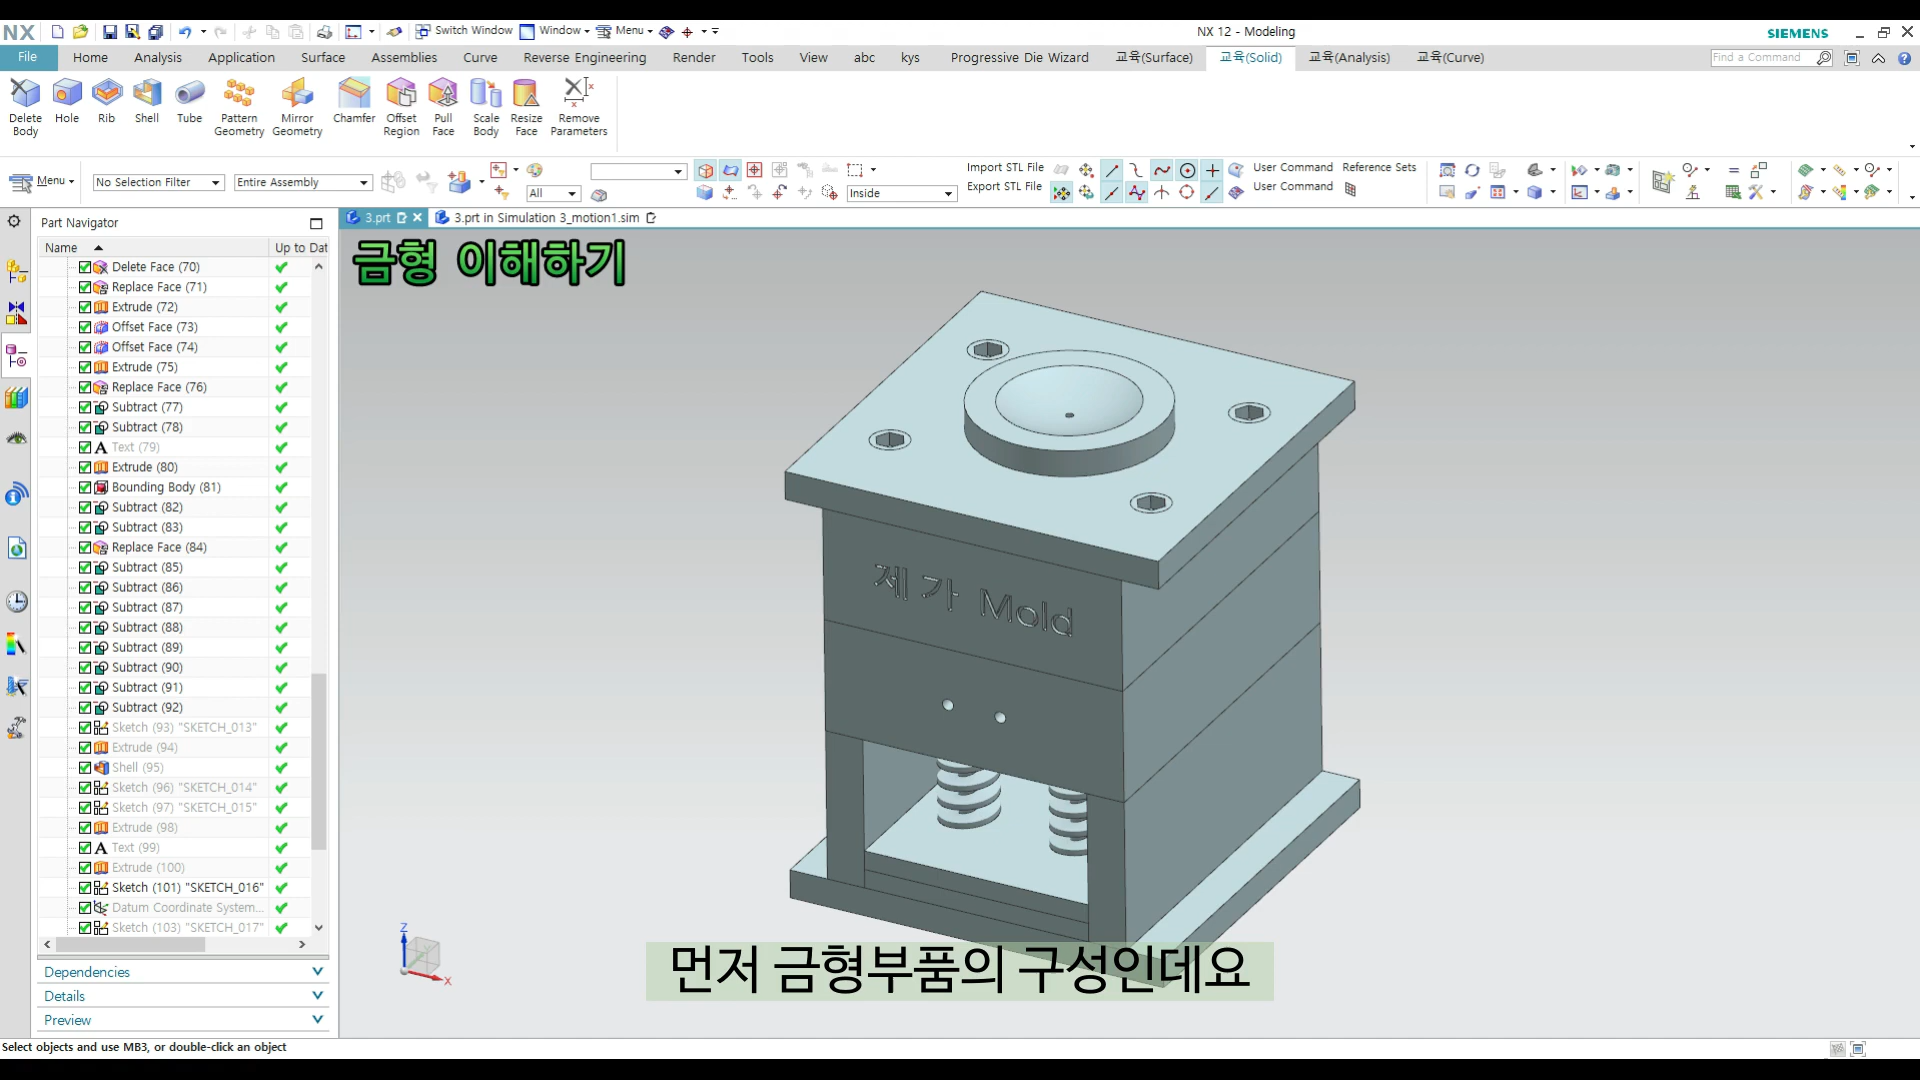 NX
Switch Window
Window
Menu
NX 12 - Modeling
SIEMENS
File
Home
Analysis
Application
Surface
Assemblies
Curve
Reverse Engineering
Render
Tools
View
abc
kys
Progressive Die Wizard
교육(Surface)
교육(Solid)
교육(Analysis)
교육(Curve)
Find a Command
Delete Body
Hole
Rib
Shell
Tube
Pattern Geometry
Mirror Geometry
Chamfer
Offset Region
Pull Face
Scale Body
Resize Face
Remove Parameters
Menu
No Selection Filter
Entire Assembly
All
Inside
Import STL File
Export STL File
User Command
User Command
Reference Sets
Part Navigator
3.prt
3.prt in Simulation 3_motion1.sim
Name
Up to Dat
금형 이해하기
Delete Face (70)
Replace Face (71)
Extrude (72)
Offset Face (73)
Offset Face (74)
Extrude (75)
Replace Face (76)
Subtract (77)
Subtract (78)
Text (79)
Extrude (80)
Bounding Body (81)
Subtract (82)
Subtract (83)
Replace Face (84)
Subtract (85)
Subtract (86)
Subtract (87)
Subtract (88)
Subtract (89)
Subtract (90)
Subtract (91)
Subtract (92)
Sketch (93) "SKETCH_013"
Extrude (94)
Shell (95)
Sketch (96) "SKETCH_014"
Sketch (97) "SKETCH_015"
Extrude (98)
Text (99)
Extrude (100)
Sketch (101) "SKETCH_016"
Datum Coordinate System...
Sketch (103) "SKETCH_017"
제가 Mold
Z
X
먼저 금형부품의 구성인데요
Dependencies
Details
Preview
Select objects and use MB3, or double-click an object